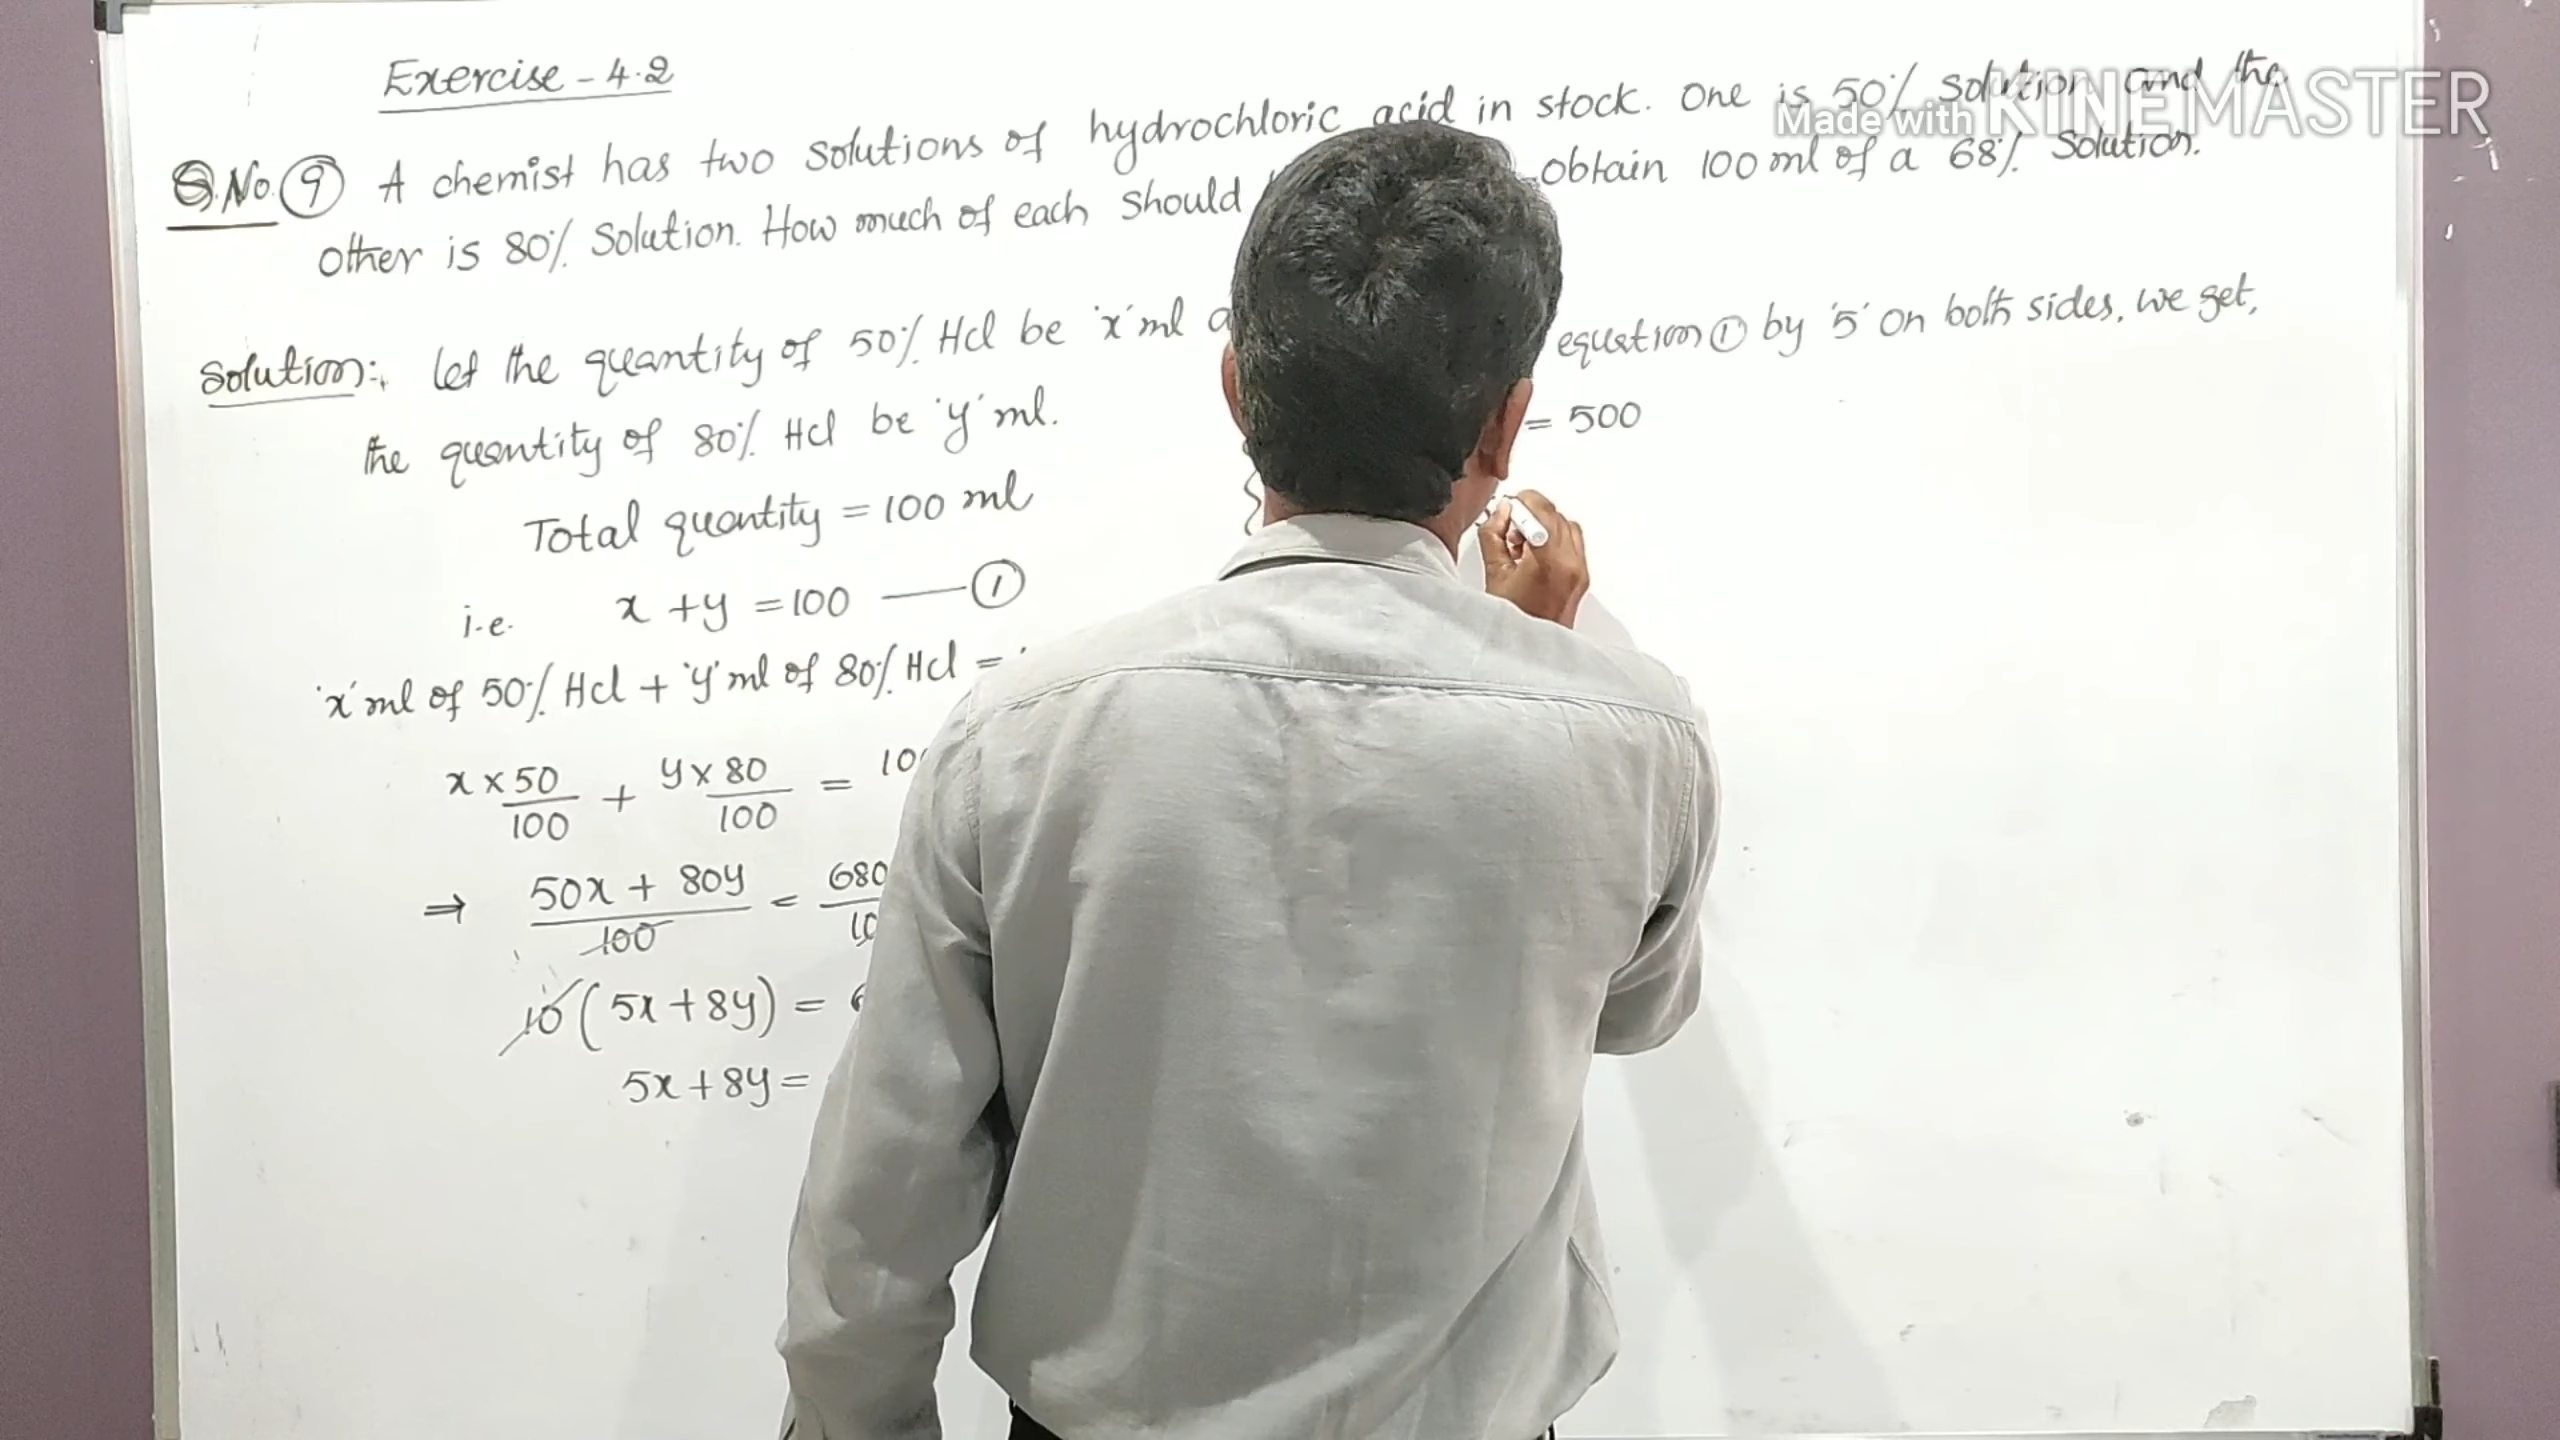 Exercise - 4.2
Q.No. 9 A chemist has two solutions of hydrochloric acid in stock. One is 50% solution and the
other is 80% solution. How much of each should obtain 100 ml of a 68% solution.
Solution:- let the quantity of 50% Hcl be 'x' ml
the quantity of 80% Hcl be 'y' ml.
Total quantity = 100 ml
i.e. x + y = 100 —— ①
'x' ml of 50% Hcl + 'y' ml of 80% Hcl =
x × 50/100 + y × 80/100 =
⇒ 50x + 80y/100 =
10 (5x + 8y) =
5x + 8y =
equation ① by '5' on both sides, we get,
= 500
Made with KINEMASTER